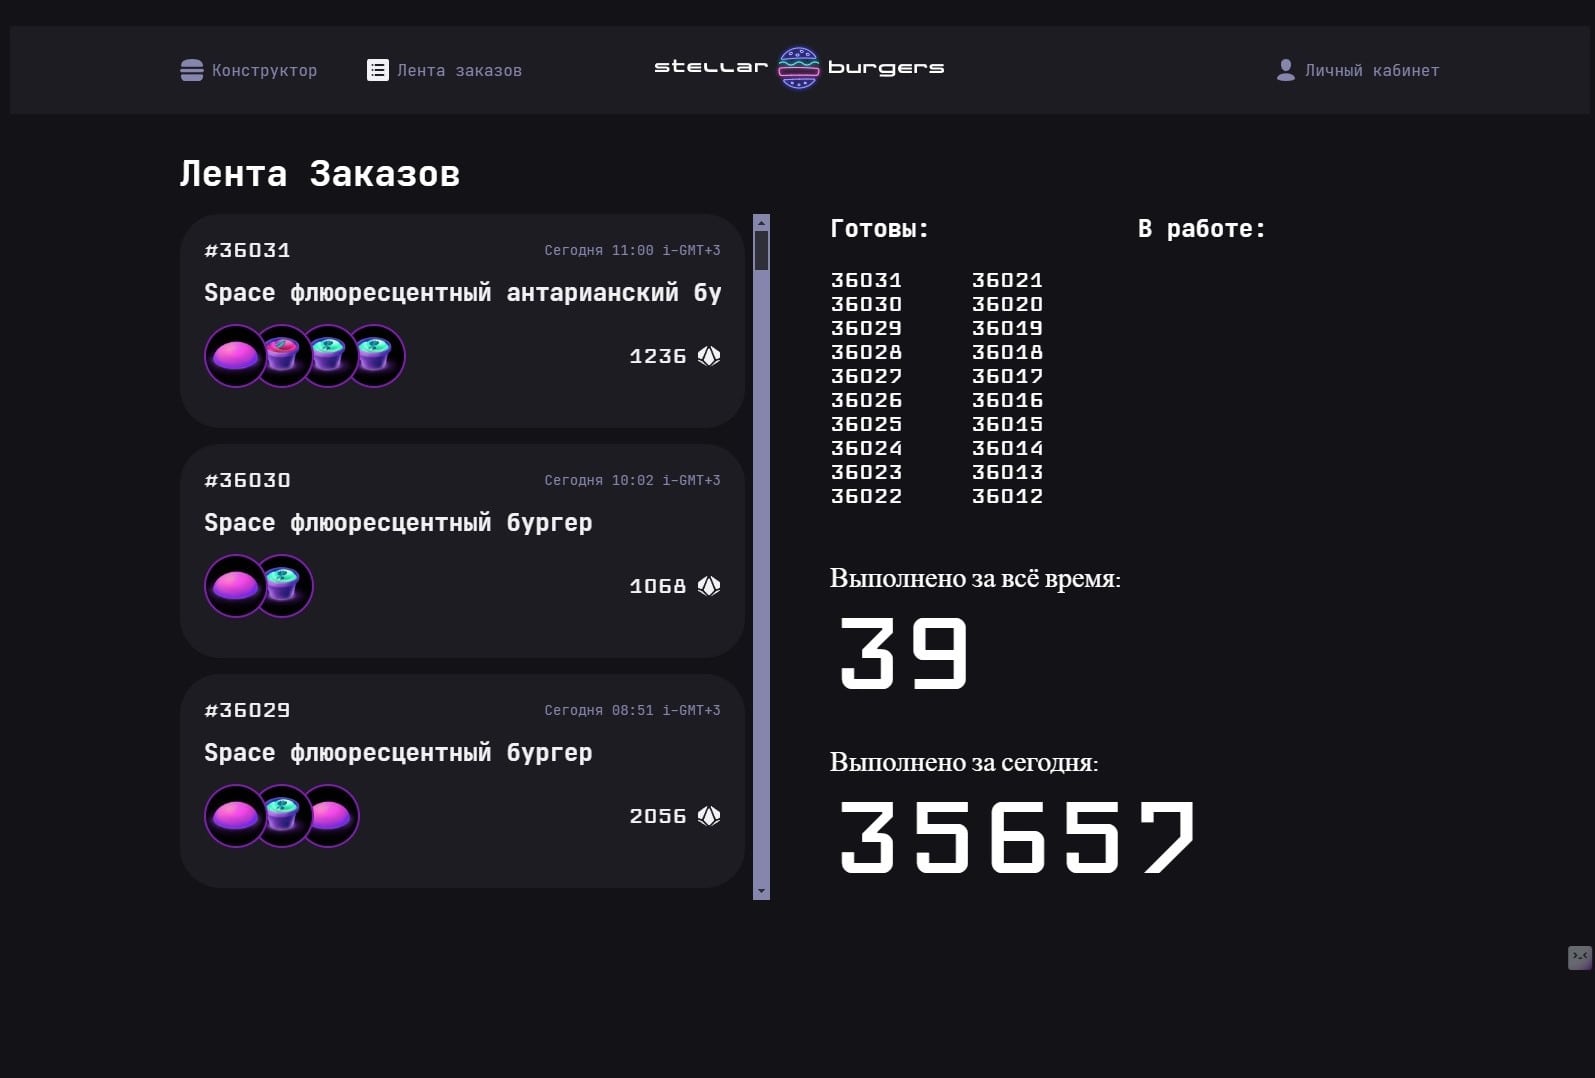 Конструктор
Лента заказов
stellar burgers
Личный кабинет
Лента Заказов
#36031
Сегодня 11:00 i-GMT+3
Space флюоресцентный антарианский бу
1236
#36030
Сегодня 10:02 i-GMT+3
Space флюоресцентный бургер
1068
#36029
Сегодня 08:51 i-GMT+3
Space флюоресцентный бургер
2056
Готовы:
36031
36030
36029
36028
36027
36026
36025
36024
36023
36022
36021
36020
36019
36018
36017
36016
36015
36014
36013
36012
В работе:
Выполнено за всё время:
39
Выполнено за сегодня:
35657